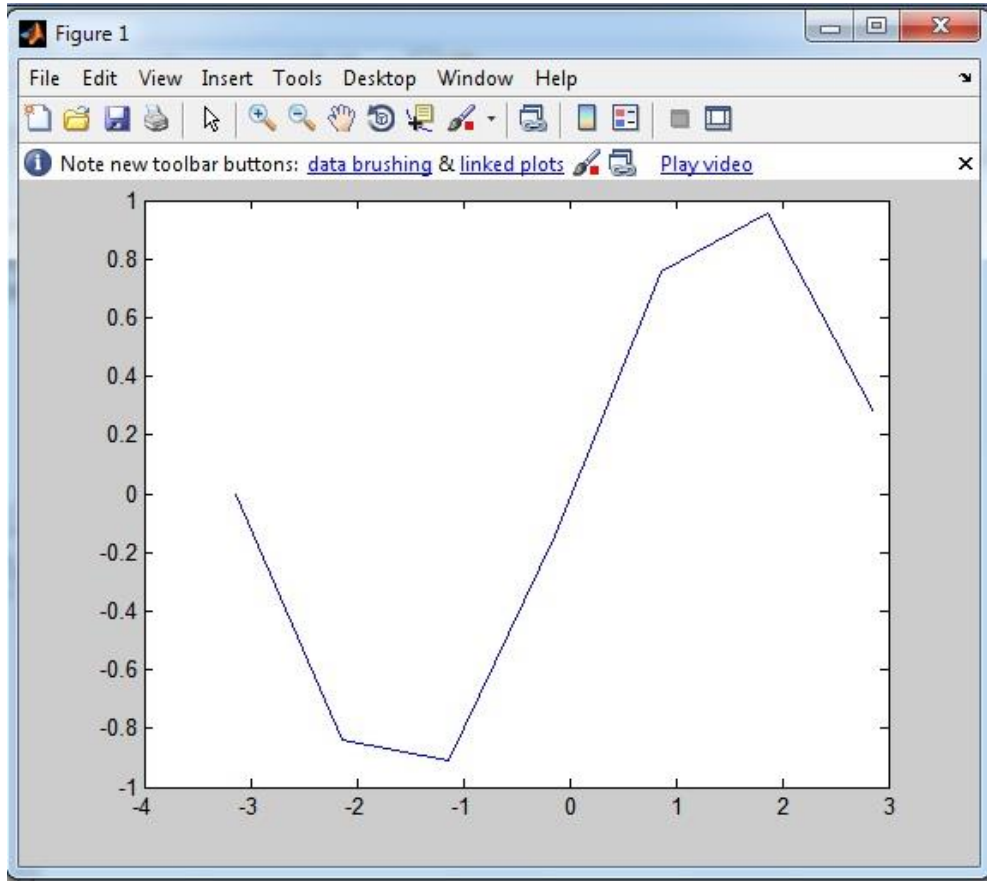 Figure 1
File Edit View Insert Tools Desktop Window Help
Note new toolbar buttons: data brushing & linked plots Play video
1
0.8
0.6
0.4
0.2
0
-0.2
-0.4
-0.6
-0.8
-1
-4 -3 -2 -1 0 1 2 3